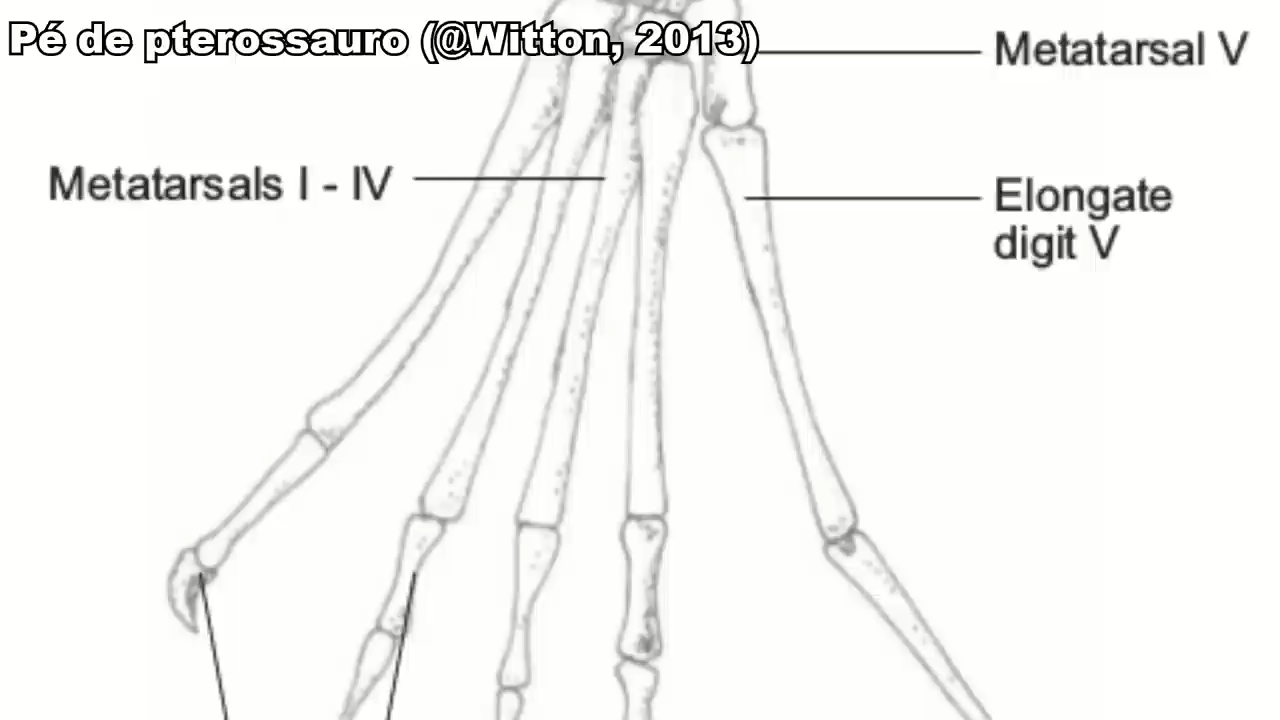 Pé de pterossauro (@Witton, 2013)
Metatarsal V
Metatarsals I - IV
Elongate
digit V